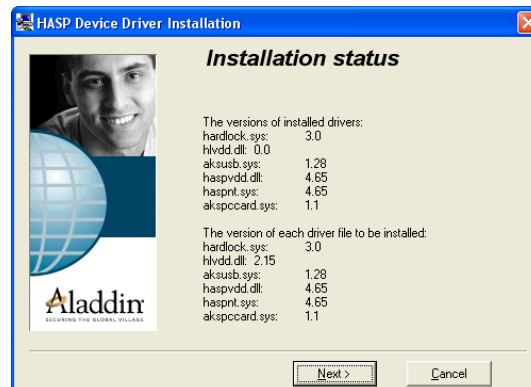 HASP Device Driver Installation
Installation status
The versions of installed drivers:
hardlock.sys: 3.0
hlvdd.dll: 0.0
aksusb.sys: 1.28
haspvdd.dll: 4.65
haspnt.sys: 4.65
akspccard.sys: 1.1
The version of each driver file to be installed:
hardlock.sys: 3.0
hlvdd.dll: 2.15
aksusb.sys: 1.28
haspvdd.dll: 4.65
haspnt.sys: 4.65
akspccard.sys: 1.1
Aladdin
SECURING THE GLOBAL VILLAGE
Next >
Cancel